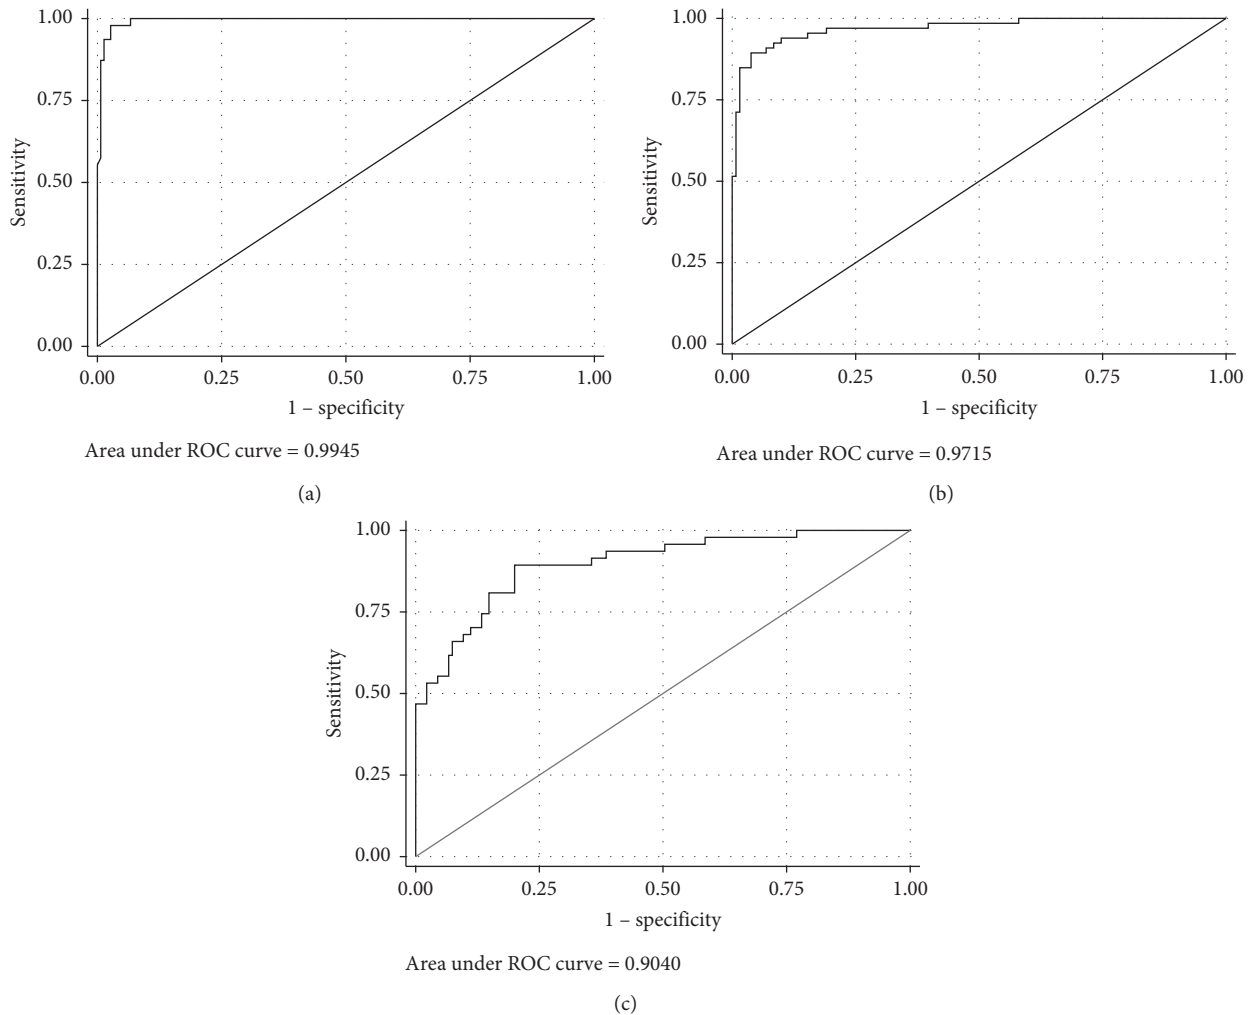 1.00
0.75
0.50
0.25
0.00
Sensitivity
0.00 0.25 0.50 0.75 1.00
1 – specificity
Area under ROC curve = 0.9945
(a)
1.00
0.75
0.50
0.25
0.00
Sensitivity
0.00 0.25 0.50 0.75 1.00
1 – specificity
Area under ROC curve = 0.9715
(b)
1.00
0.75
0.50
0.25
0.00
Sensitivity
0.00 0.25 0.50 0.75 1.00
1 – specificity
Area under ROC curve = 0.9040
(c)